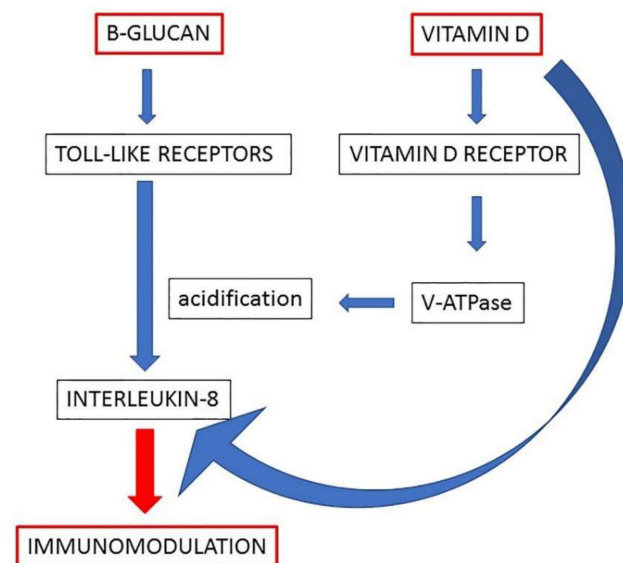 B-GLUCAN
VITAMIN D
TOLL-LIKE RECEPTORS
VITAMIN D RECEPTOR
acidification
V-ATPase
INTERLEUKIN-8
IMMUNOMODULATION